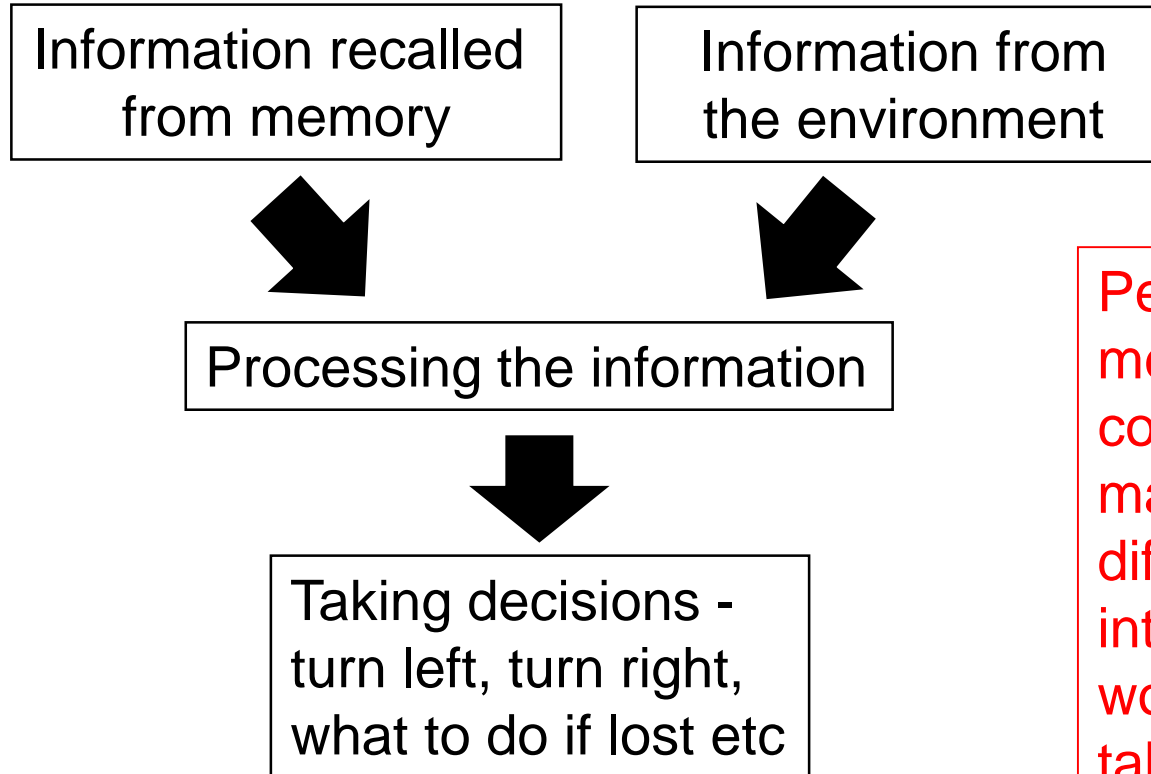 Information recalled
from memory
Information from
the environment
Processing the information
Taking decisions -
turn left, turn right,
what to do if lost etc